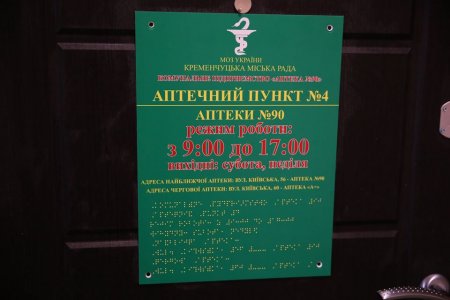 МОЗ УКРАЇНИ
КРЕМЕНЧУЦЬКА МІСЬКА РАДА
КОМУНАЛЬНЕ ПІДПРИЄМСТВО «АПТЕКА №90»
АПТЕЧНИЙ ПУНКТ №4
АПТЕКИ №90
режим роботи:
з 9:00 до 17:00
вихідні: субота, неділя
АДРЕСА НАЙБЛИЖЧОЇ АПТЕКИ: ВУЛ. КИЇВСЬКА, 56 - АПТЕКА №90
АДРЕСА ЧЕРГОВОЇ АПТЕКИ: ВУЛ. КИЇВСЬКА, 60 - АПТЕКА «А+»